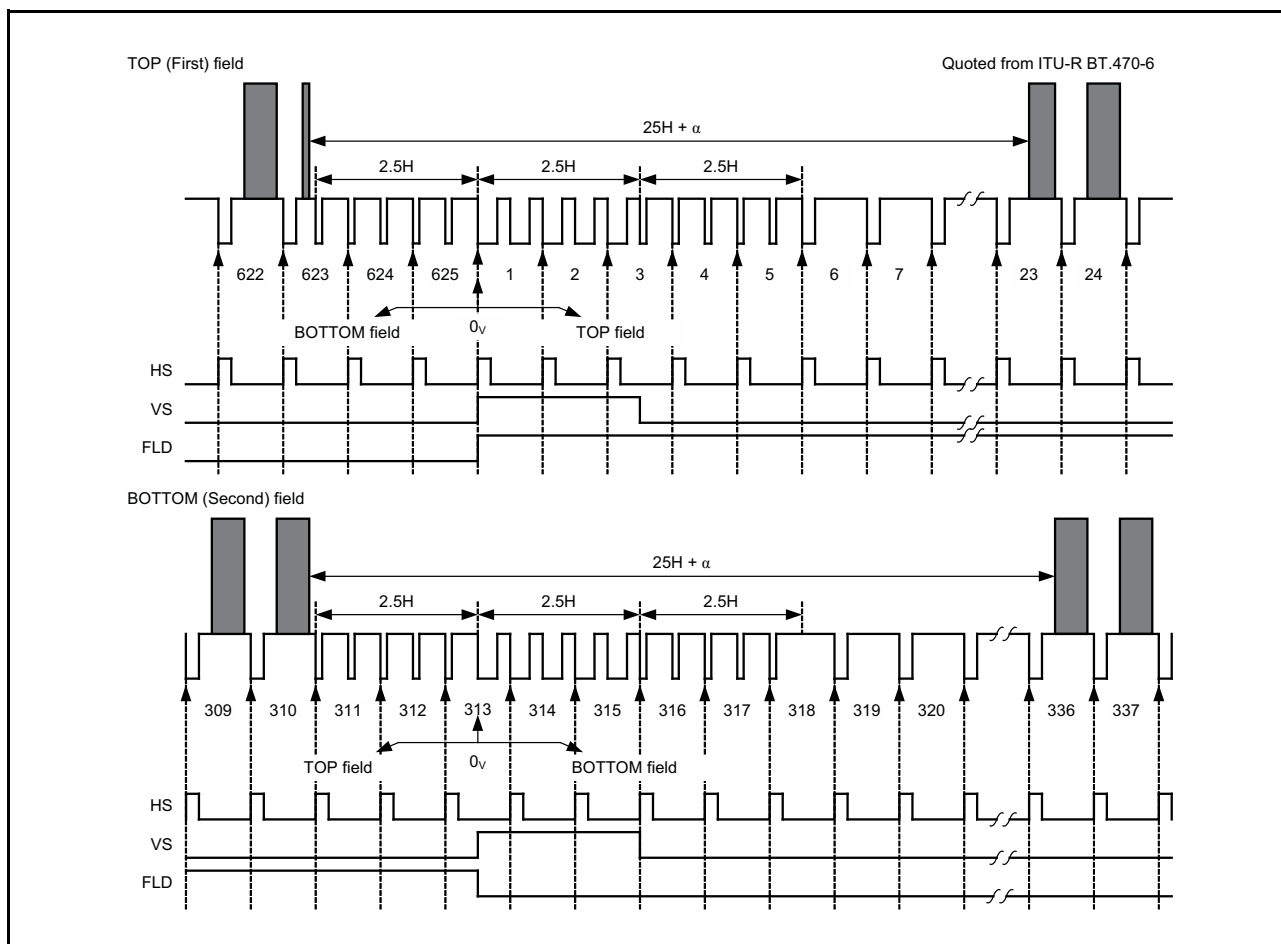 TOP (First) field
Quoted from ITU-R BT.470-6
25H + α
2.5H 2.5H 2.5H
622 623 624 625 1 2 3 4 5 6 7 23 24
BOTTOM field 0V TOP field
HS
VS
FLD
BOTTOM (Second) field
25H + α
2.5H 2.5H 2.5H
309 310 311 312 313 314 315 316 317 318 319 320 336 337
TOP field 0V BOTTOM field
HS
VS
FLD